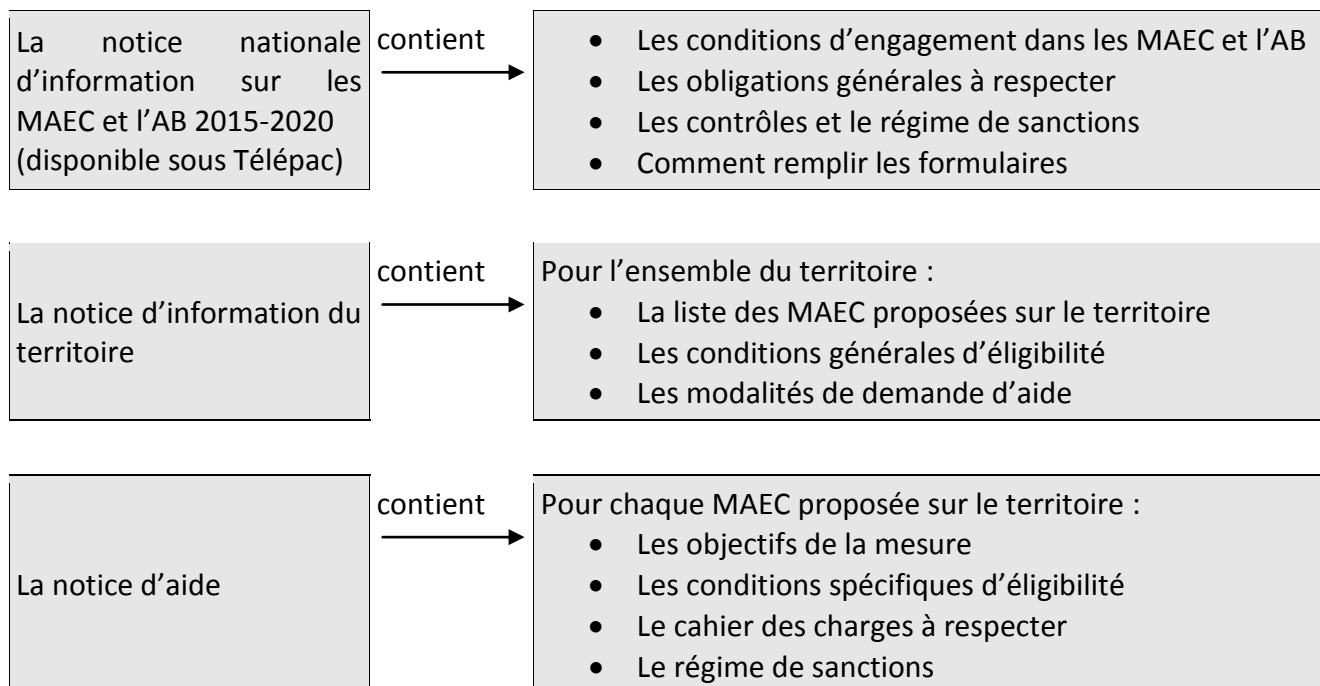 La notice nationale
d’information sur les
MAEC et l’AB 2015-2020
(disponible sous Télépac)
contient
• Les conditions d’engagement dans les MAEC et l’AB
• Les obligations générales à respecter
• Les contrôles et le régime de sanctions
• Comment remplir les formulaires
La notice d’information du
territoire
contient
Pour l’ensemble du territoire :
• La liste des MAEC proposées sur le territoire
• Les conditions générales d’éligibilité
• Les modalités de demande d’aide
La notice d’aide
contient
Pour chaque MAEC proposée sur le territoire :
• Les objectifs de la mesure
• Les conditions spécifiques d’éligibilité
• Le cahier des charges à respecter
• Le régime de sanctions